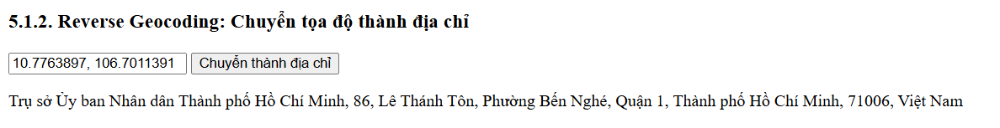 5.1.2. Reverse Geocoding: Chuyển tọa độ thành địa chỉ
10.7763897, 106.7011391 Chuyển thành địa chỉ
Trụ sở Ủy ban Nhân dân Thành phố Hồ Chí Minh, 86, Lê Thánh Tôn, Phường Bến Nghé, Quận 1, Thành phố Hồ Chí Minh, 71006, Việt Nam